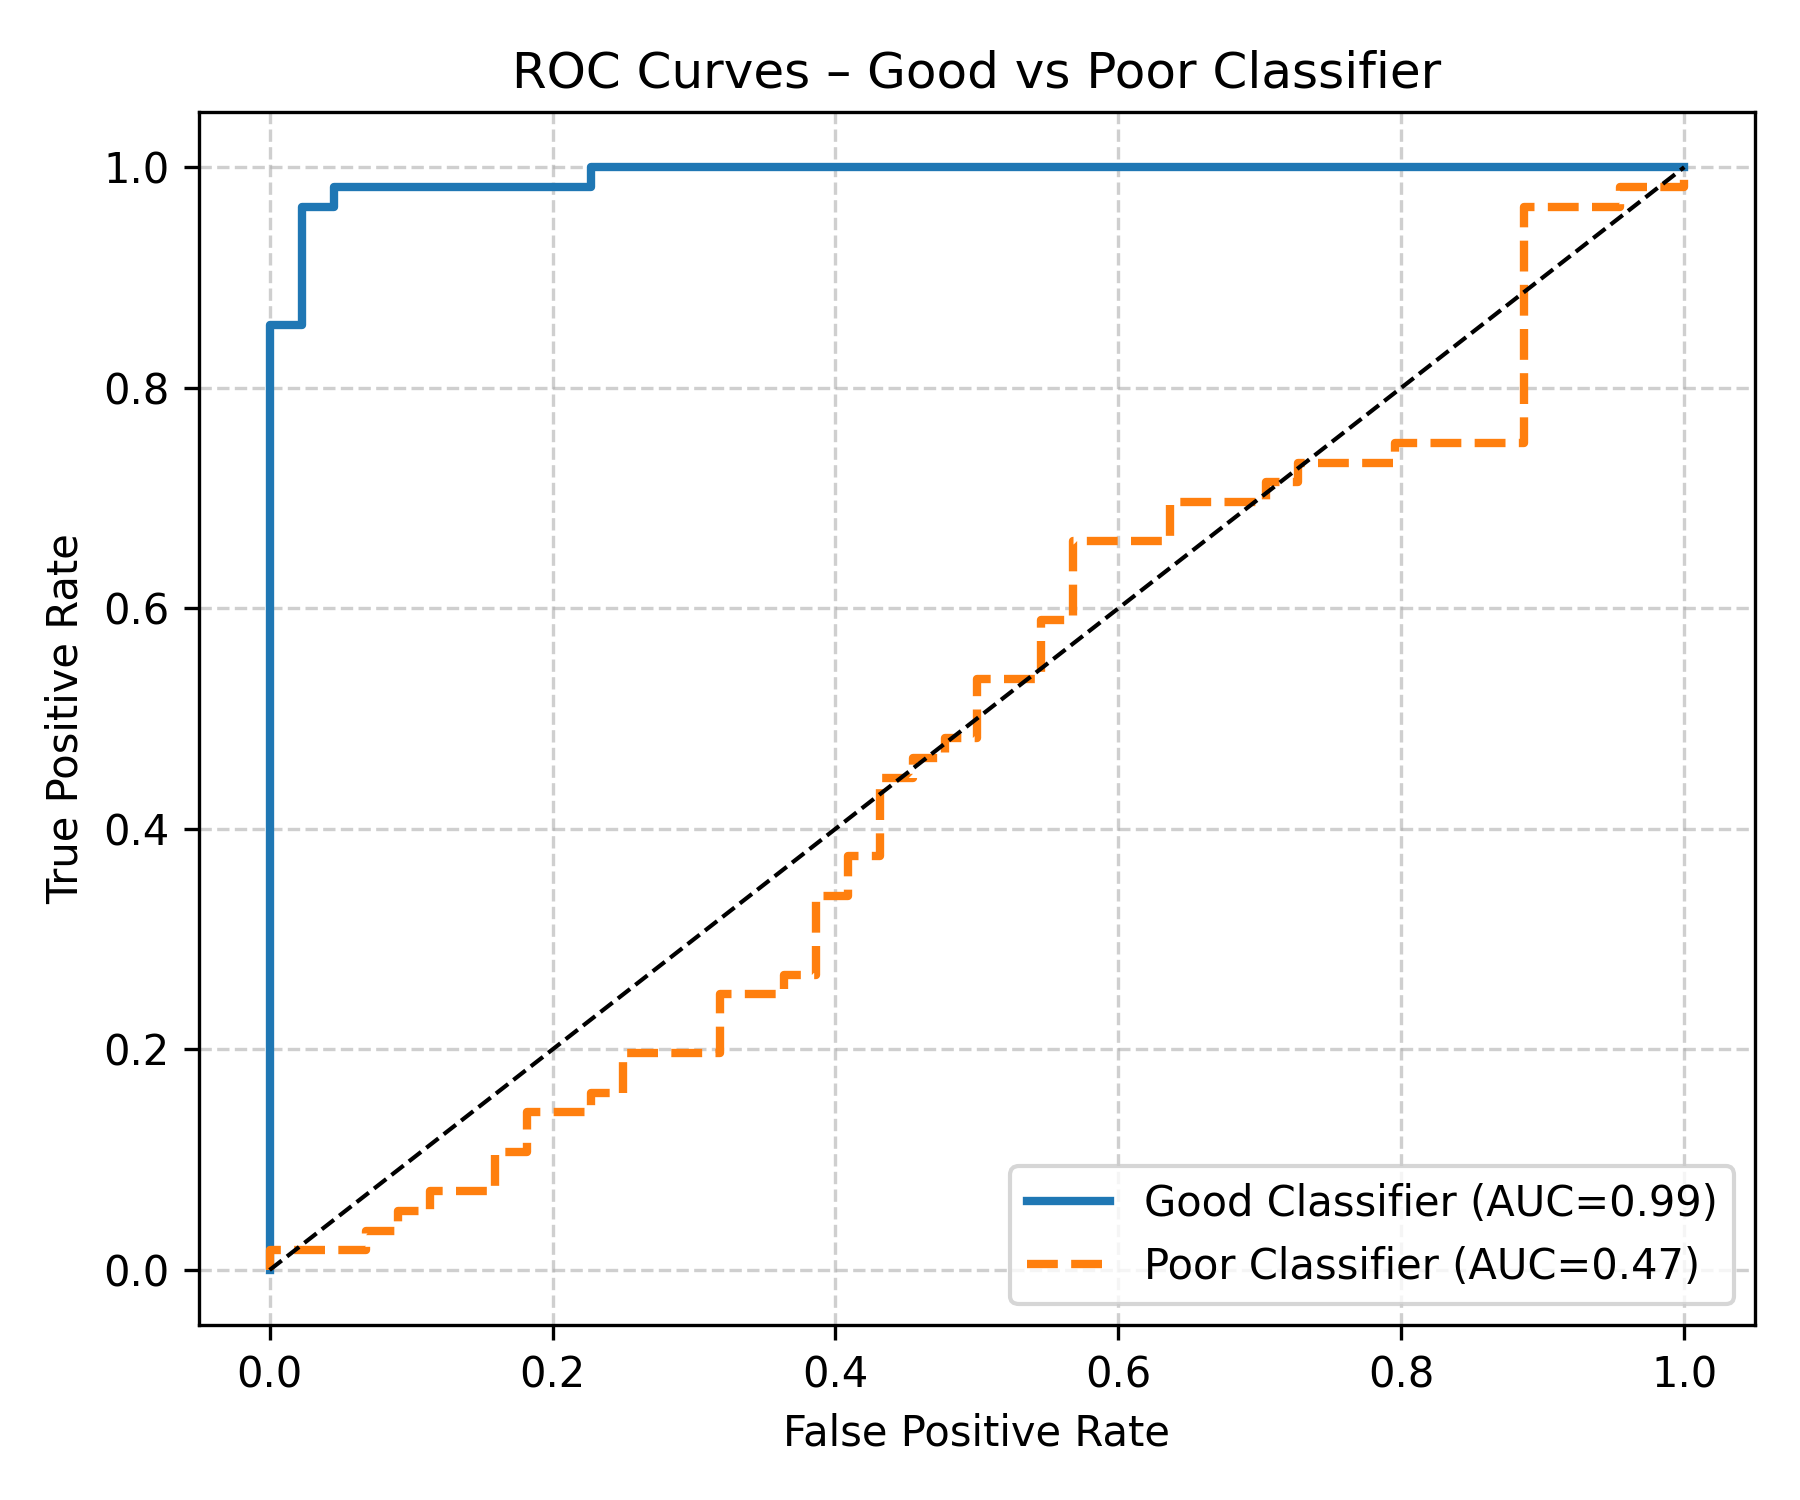 ROC Curves – Good vs Poor Classifier
1.0
0.8
0.6
0.4
0.2
0.0
True Positive Rate
Good Classifier (AUC=0.99)
Poor Classifier (AUC=0.47)
0.0 0.2 0.4 0.6 0.8 1.0
False Positive Rate